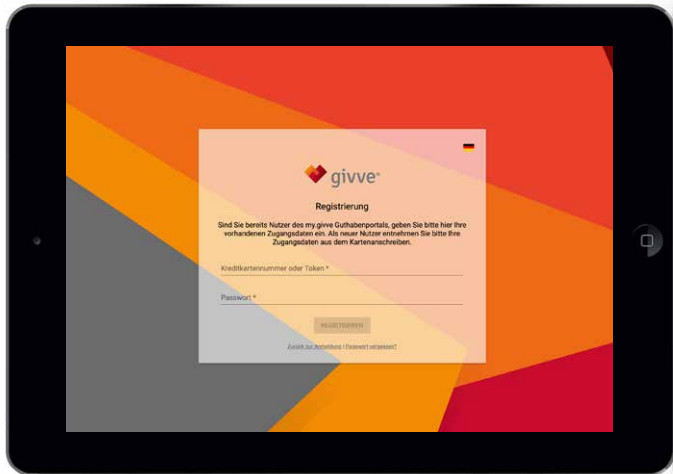 givve®
Registrierung
Sind Sie bereits Nutzer des my.givve Guthabenportals, geben Sie bitte hier Ihre
vorhandenen Zugangsdaten ein. Als neuer Nutzer entnehmen Sie bitte Ihre
Zugangsdaten aus dem Kartenanschreiben.
Kreditkartennummer oder Token *
Passwort *
REGISTRIEREN
Zurück zur Anmeldung | Passwort vergessen?